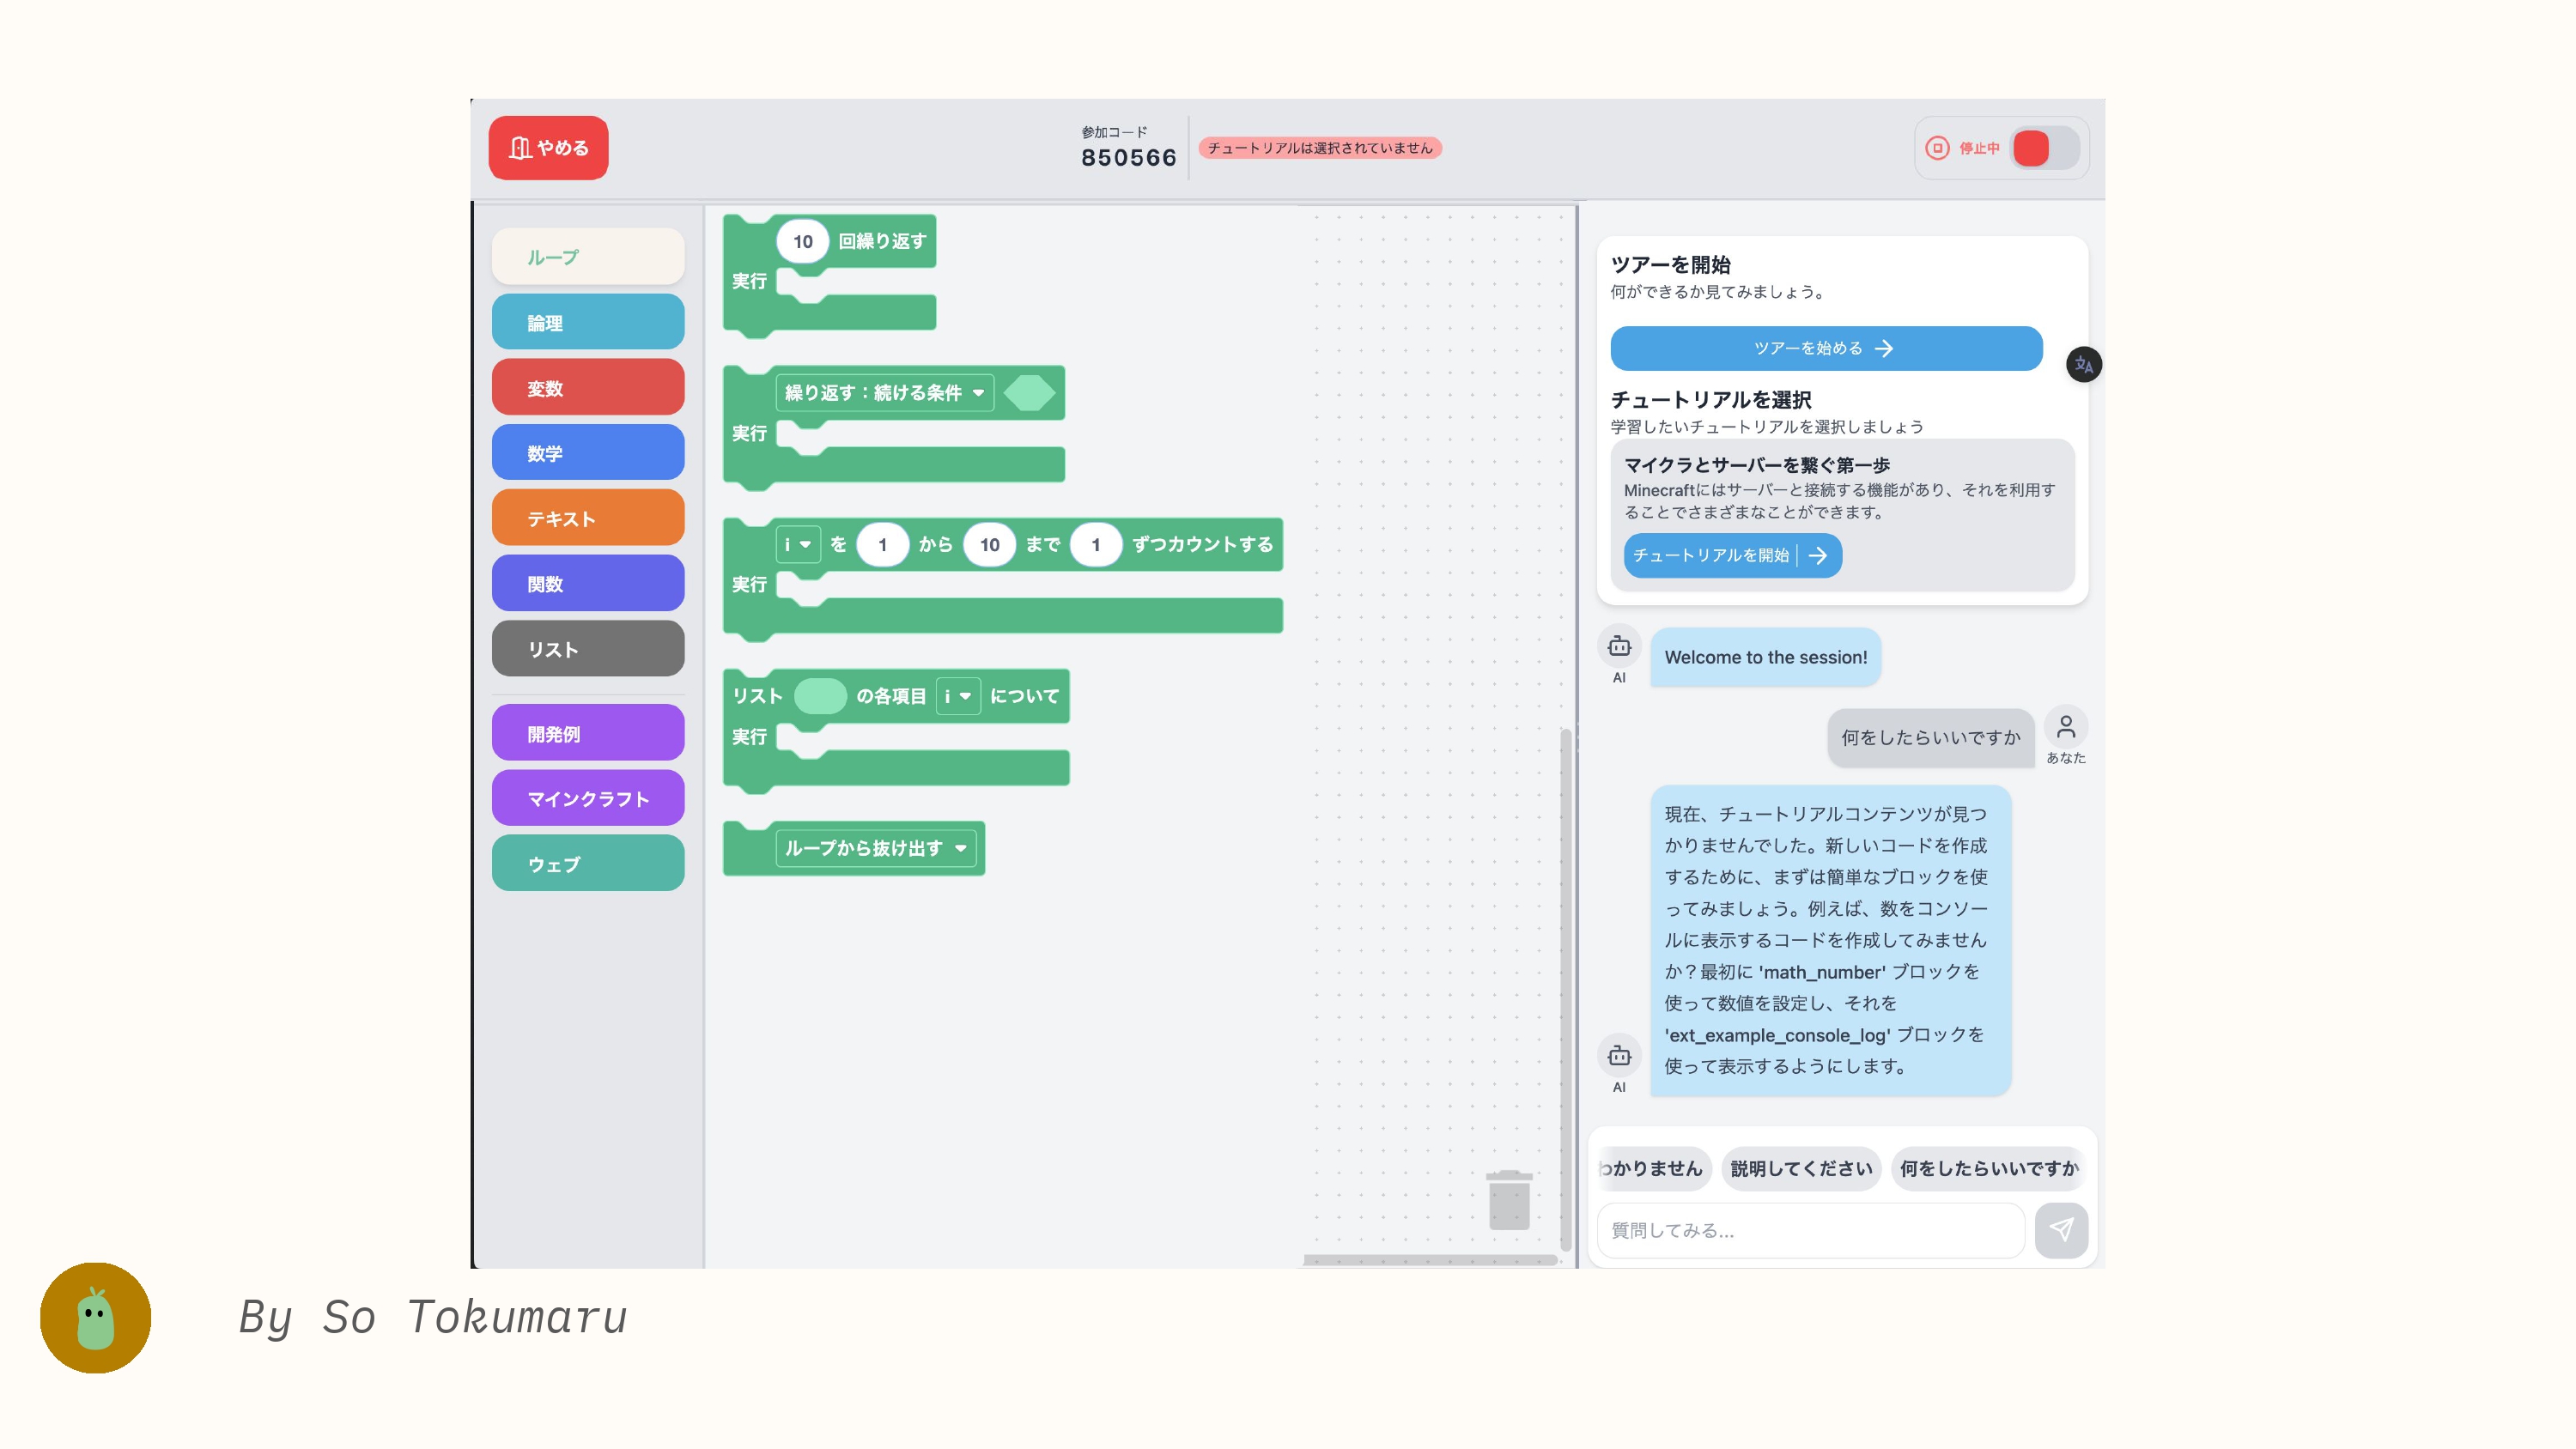 やめる
参加コード
850566
チュートリアルは選択されていません
停止中
ループ
論理
変数
数学
テキスト
関数
リスト
開発例
マインクラフト
ウェブ
10 回繰り返す
実行
繰り返す：続ける条件
実行
i を 1 から 10 まで 1 ずつカウントする
実行
リスト の各項目 i について
実行
ループから抜け出す
ツアーを開始
何ができるか見てみましょう。
ツアーを始める
チュートリアルを選択
学習したいチュートリアルを選択しましょう
マイクラとサーバーを繋ぐ第一歩
Minecraftにはサーバーと接続する機能があり、それを利用す
ることでさまざまなことができます。
チュートリアルを開始
文A
Welcome to the session!
AI
何をしたらいいですか
あなた
現在、チュートリアルコンテンツが見つ
かりませんでした。新しいコードを作成
するために、まずは簡単なブロックを使
ってみましょう。例えば、数をコンソー
ルに表示するコードを作成してみません
か？最初に 'math_number' ブロックを
使って数値を設定し、それを
'ext_example_console_log' ブロックを
使って表示するようにします。
AI
わかりません 説明してください 何をしたらいいですか
質問してみる...
By So Tokumaru